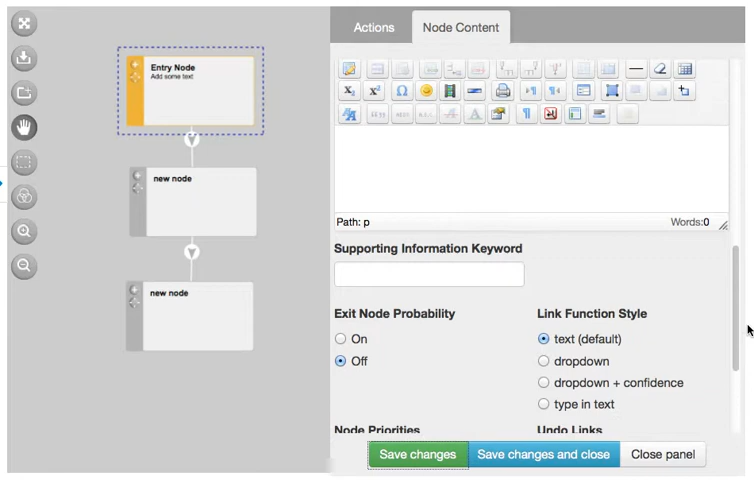 Actions
Node Content
Entry Node
Add some text
new node
new node
Path: p
Words:0
Supporting Information Keyword
Exit Node Probability
Link Function Style
On
text (default)
Off
dropdown
dropdown + confidence
type in text
Node Priorities
Undo Links
Save changes
Save changes and close
Close panel